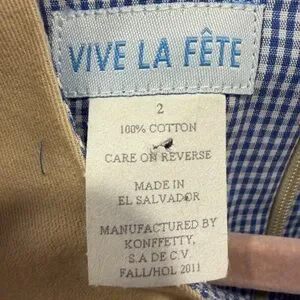 VIVE LA FÊTE
2
100% COTTON
CARE ON REVERSE
MADE IN
EL SALVADOR
MANUFACTURED BY
KONFFETTY,
S.A DE C.V
FALL/HOL 2011